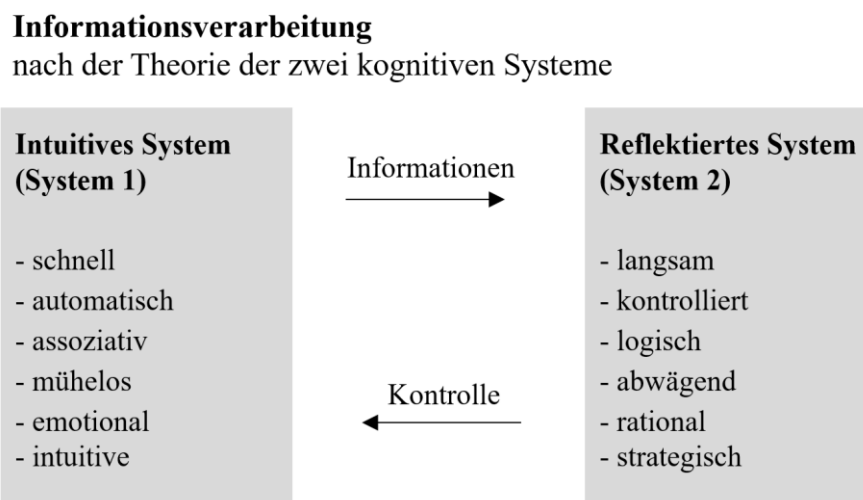 Informationsverarbeitung
nach der Theorie der zwei kognitiven Systeme
Intuitives System
(System 1)
- schnell
- automatisch
- assoziativ
- mühelos
- emotional
- intuitive
Informationen
Kontrolle
Reflektiertes System
(System 2)
- langsam
- kontrolliert
- logisch
- abwägend
- rational
- strategisch